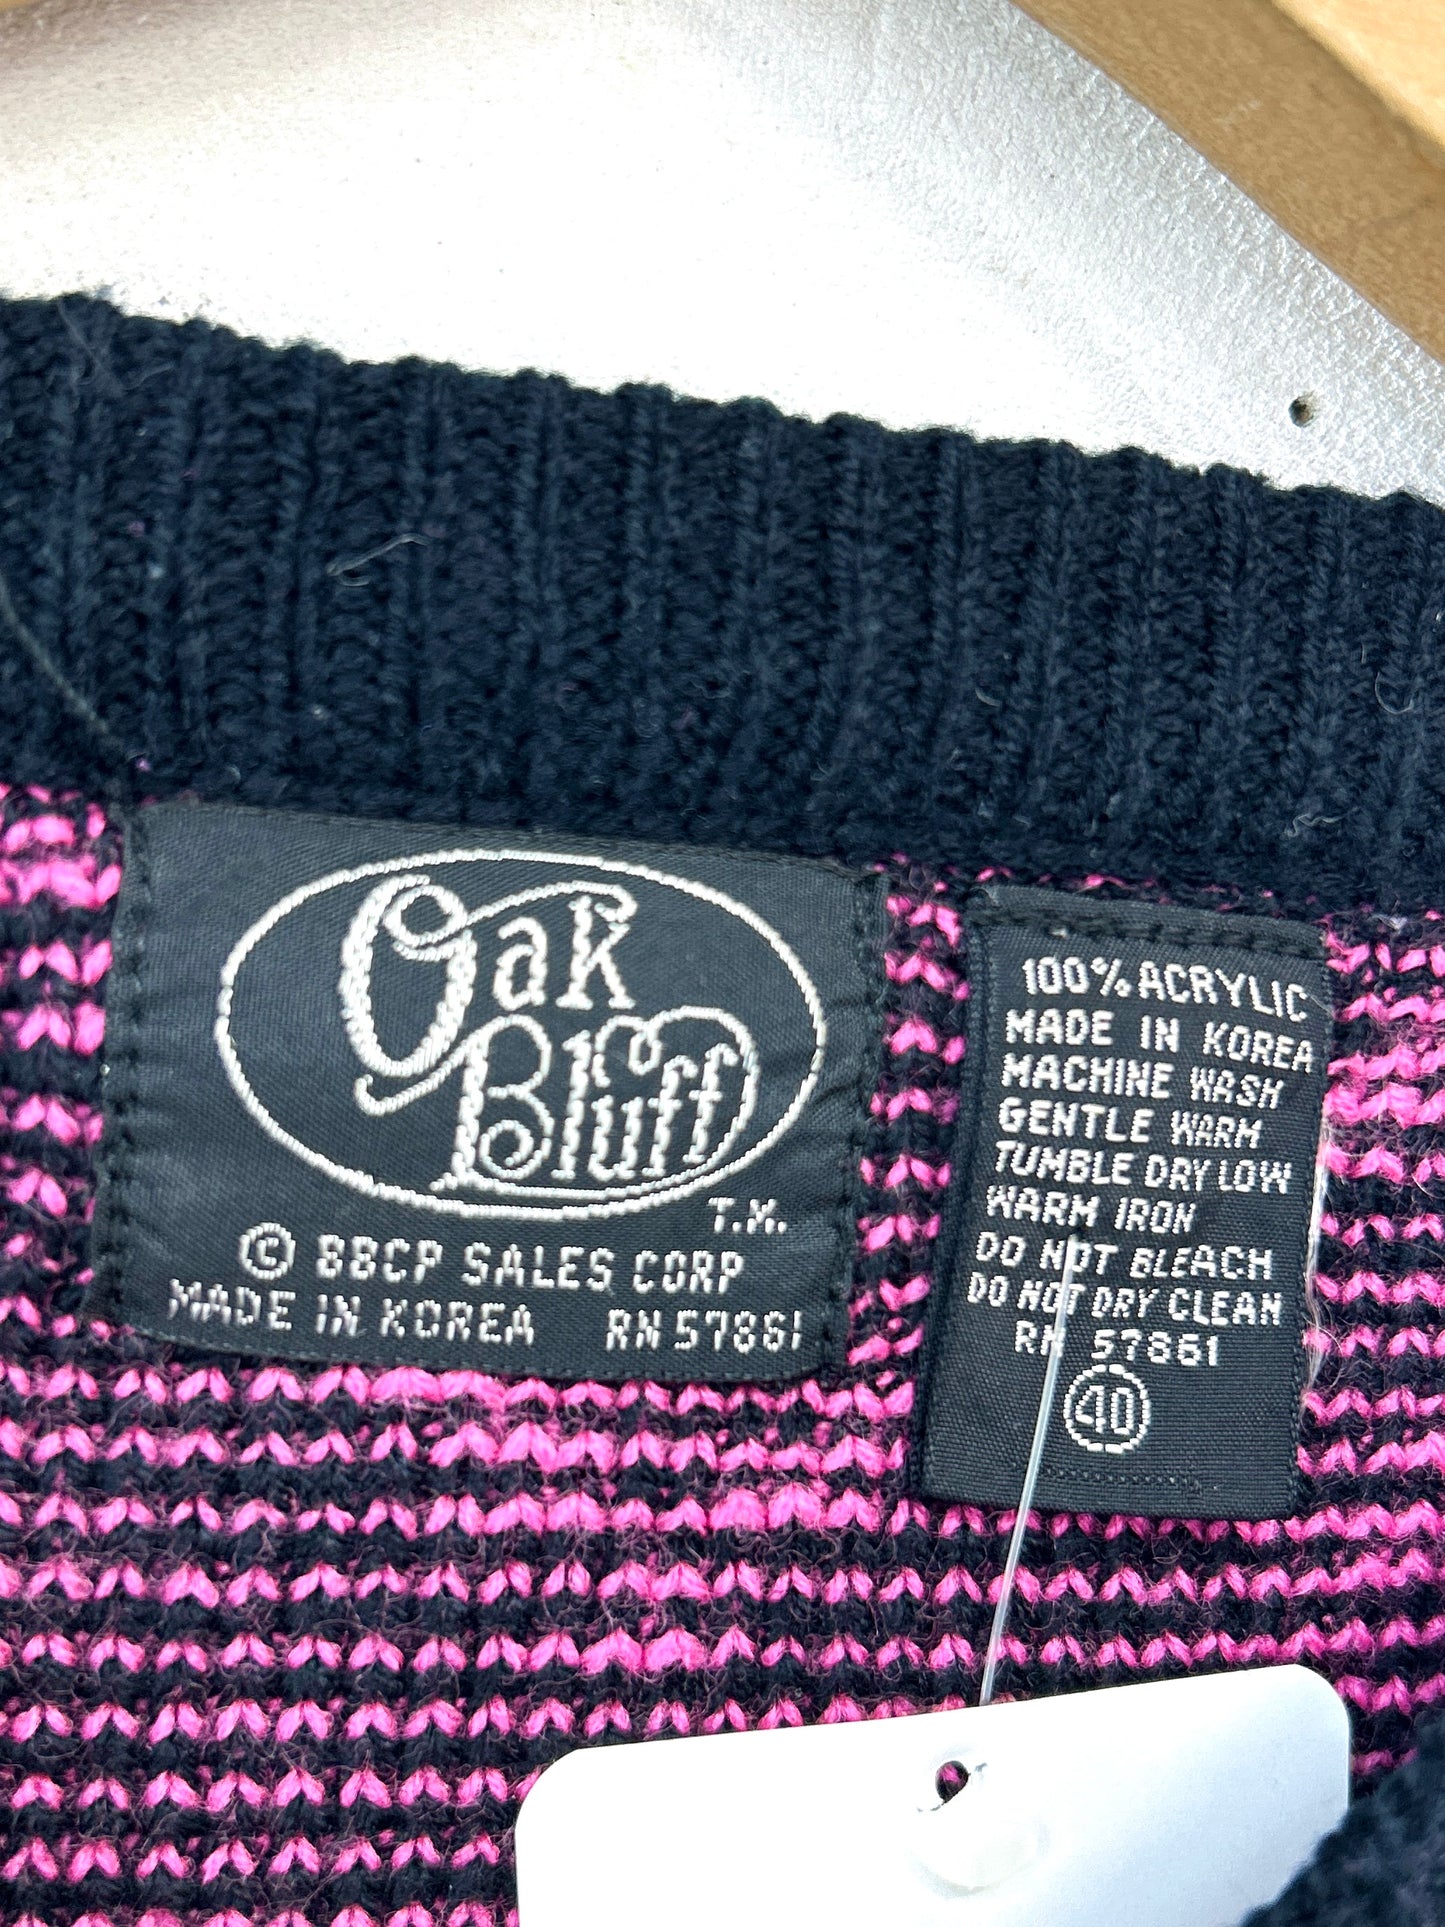 Oak
Bluff
T.M.
© BBCP SALES CORP
MADE IN KOREA RN 57861
100% ACRYLIC
MADE IN KOREA
MACHINE WASH
GENTLE WARM
TUMBLE DRY LOW
WARM IRON
DO NOT BLEACH
DO NOT DRY CLEAN
RN 57861
40